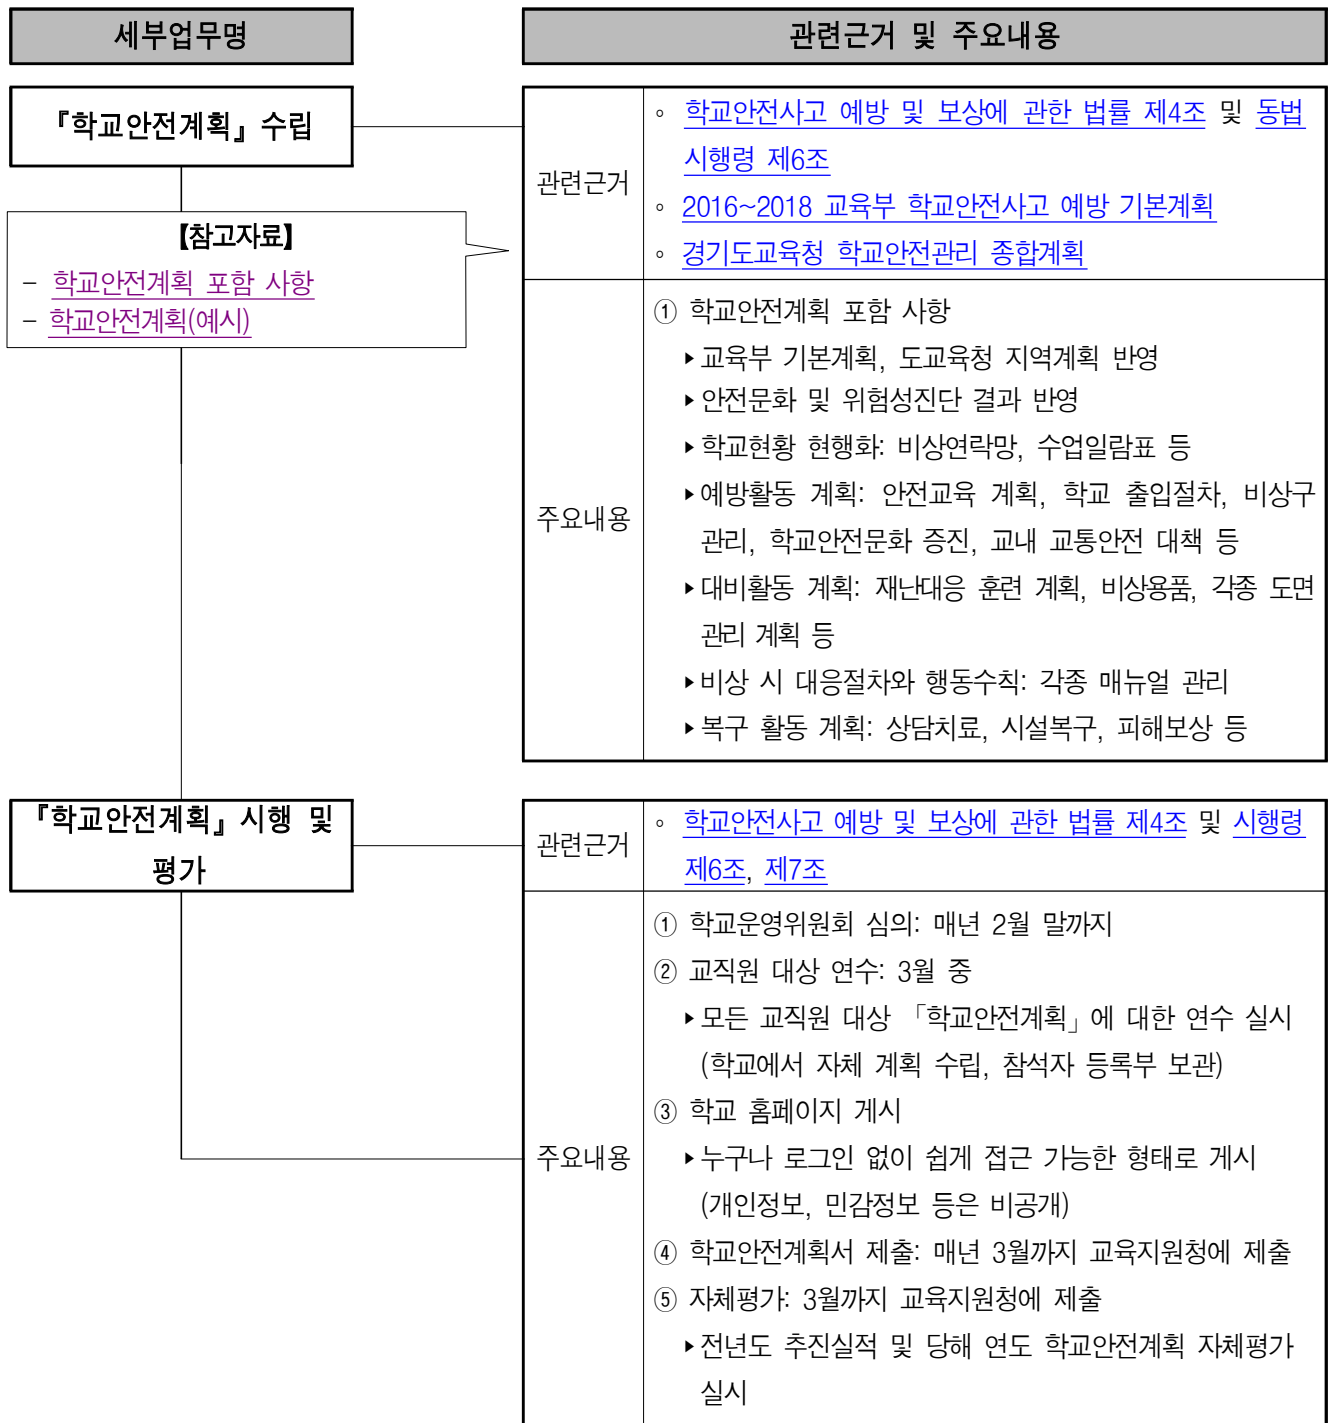 세부업무명
관련근거 및 주요내용
『학교안전계획』 수립
【참고자료】
- 학교안전계획 포함 사항
- 학교안전계획(예시)
관련근거
◦ 학교안전사고 예방 및 보상에 관한 법률 제4조 및 동법
시행령 제6조
◦ 2016~2018 교육부 학교안전사고 예방 기본계획
◦ 경기도교육청 학교안전관리 종합계획
주요내용
① 학교안전계획 포함 사항
▸교육부 기본계획, 도교육청 지역계획 반영
▸안전문화 및 위험성진단 결과 반영
▸학교현황 현행화: 비상연락망, 수업일람표 등
▸예방활동 계획: 안전교육 계획, 학교 출입절차, 비상구
관리, 학교안전문화 증진, 교내 교통안전 대책 등
▸대비활동 계획: 재난대응 훈련 계획, 비상용품, 각종 도면
관리 계획 등
▸비상 시 대응절차와 행동수칙: 각종 매뉴얼 관리
▸복구 활동 계획: 상담치료, 시설복구, 피해보상 등
『학교안전계획』 시행 및
평가
관련근거
◦ 학교안전사고 예방 및 보상에 관한 법률 제4조 및 시행령
제6조, 제7조
주요내용
① 학교운영위원회 심의: 매년 2월 말까지
② 교직원 대상 연수: 3월 중
▸모든 교직원 대상 「학교안전계획」에 대한 연수 실시
(학교에서 자체 계획 수립, 참석자 등록부 보관)
③ 학교 홈페이지 게시
▸누구나 로그인 없이 쉽게 접근 가능한 형태로 게시
(개인정보, 민감정보 등은 비공개)
④ 학교안전계획서 제출: 매년 3월까지 교육지원청에 제출
⑤ 자체평가: 3월까지 교육지원청에 제출
▸전년도 추진실적 및 당해 연도 학교안전계획 자체평가
실시